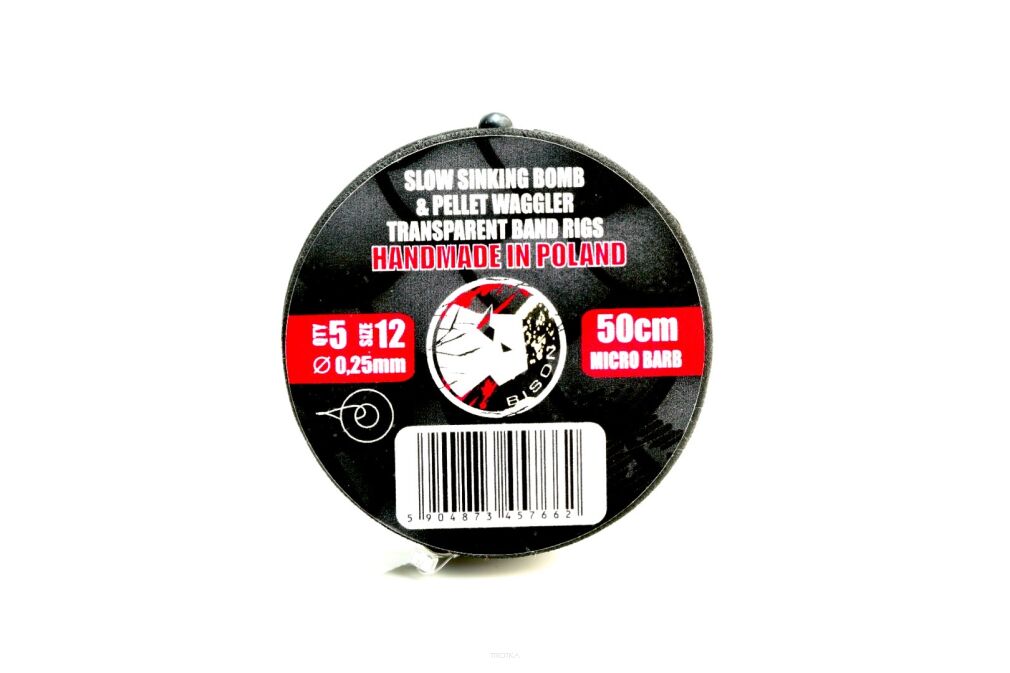 SLOW SINKING BOMB
& PELLET WAGGLER
TRANSPARENT BAND RIGS
HANDMADE IN POLAND
QTY 5 SIZE 12
Ø 0,25mm
50cm
MICRO BARB
BISON
5 904873 457662